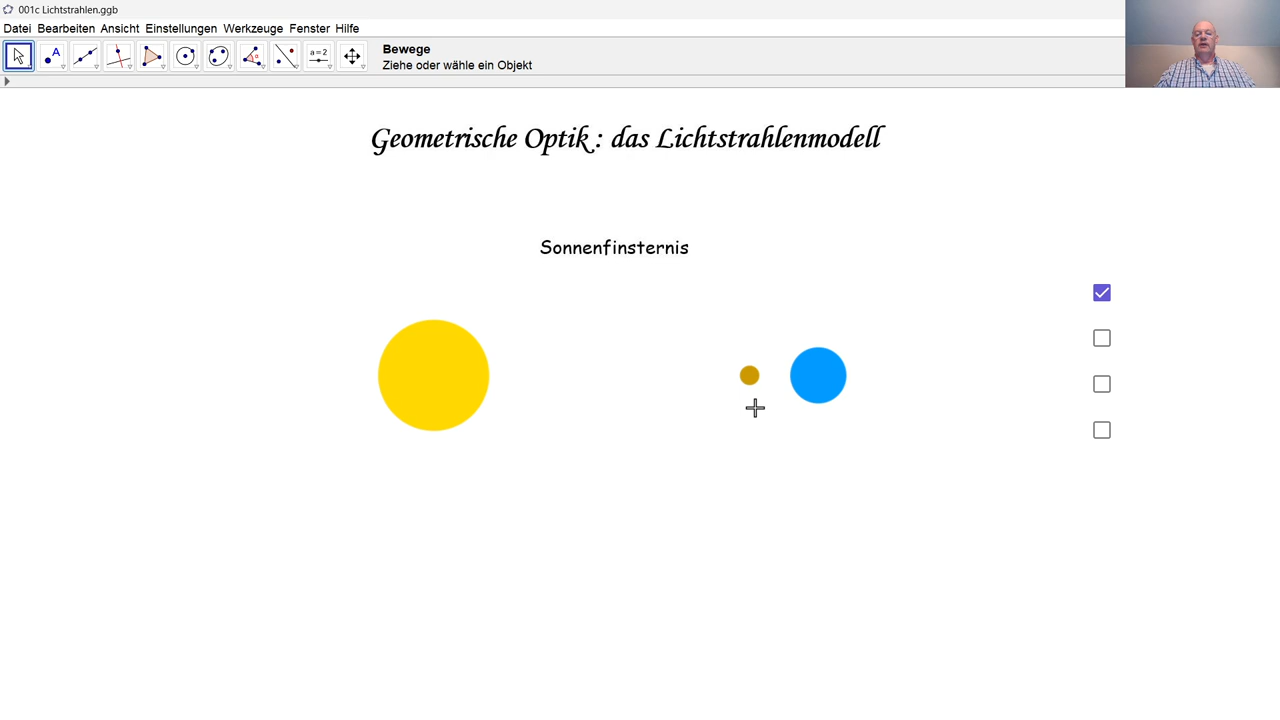 001c Lichtstrahlen.ggb
Datei Bearbeiten Ansicht Einstellungen Werkzeuge Fenster Hilfe
A
a=2
Bewege
Ziehe oder wähle ein Objekt
Geometrische Optik : das Lichtstrahlenmodell
Sonnenfinsternis